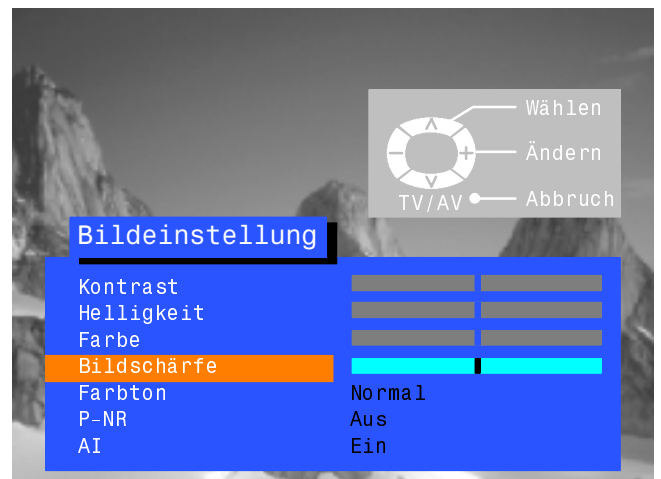 Wählen
Ändern
TV/AV Abbruch
Bildeinstellung
Kontrast
Helligkeit
Farbe
Bildschärfe
Farbton Normal
P-NR Aus
AI Ein